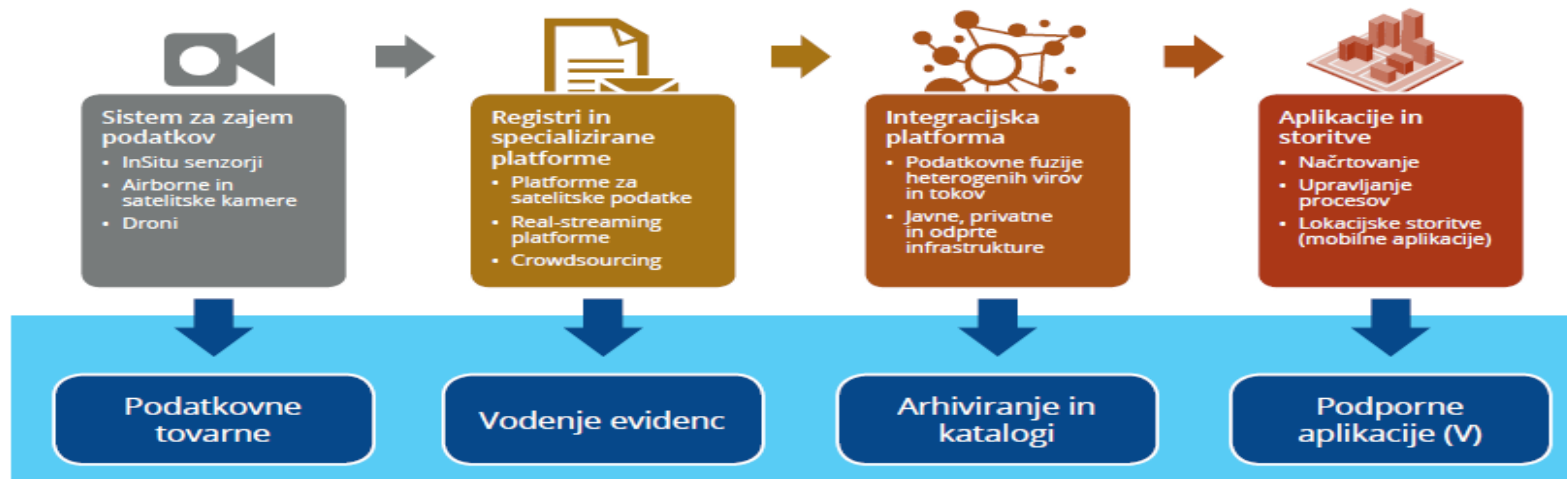 Sistem za zajem
podatkov
• InSitu senzorji
• Airborne in
satelitske kamere
• Droni
Registri in
specializirane
platforme
• Platforme za
satelitske podatke
• Real-streaming
platforme
• Crowdsourcing
Integracijska
platforma
• Podatkovne fuzije
heterogenih virov
in tokov
• Javne, privatne
in odprte
infrastrukture
Aplikacije in
storitve
• Načrtovanje
• Upravljanje
procesov
• Lokacijske storitve
(mobilne aplikacije)
Podatkovne
tovarne
Vodenje evidenc
Arhiviranje in
katalogi
Podporne
aplikacije (V)